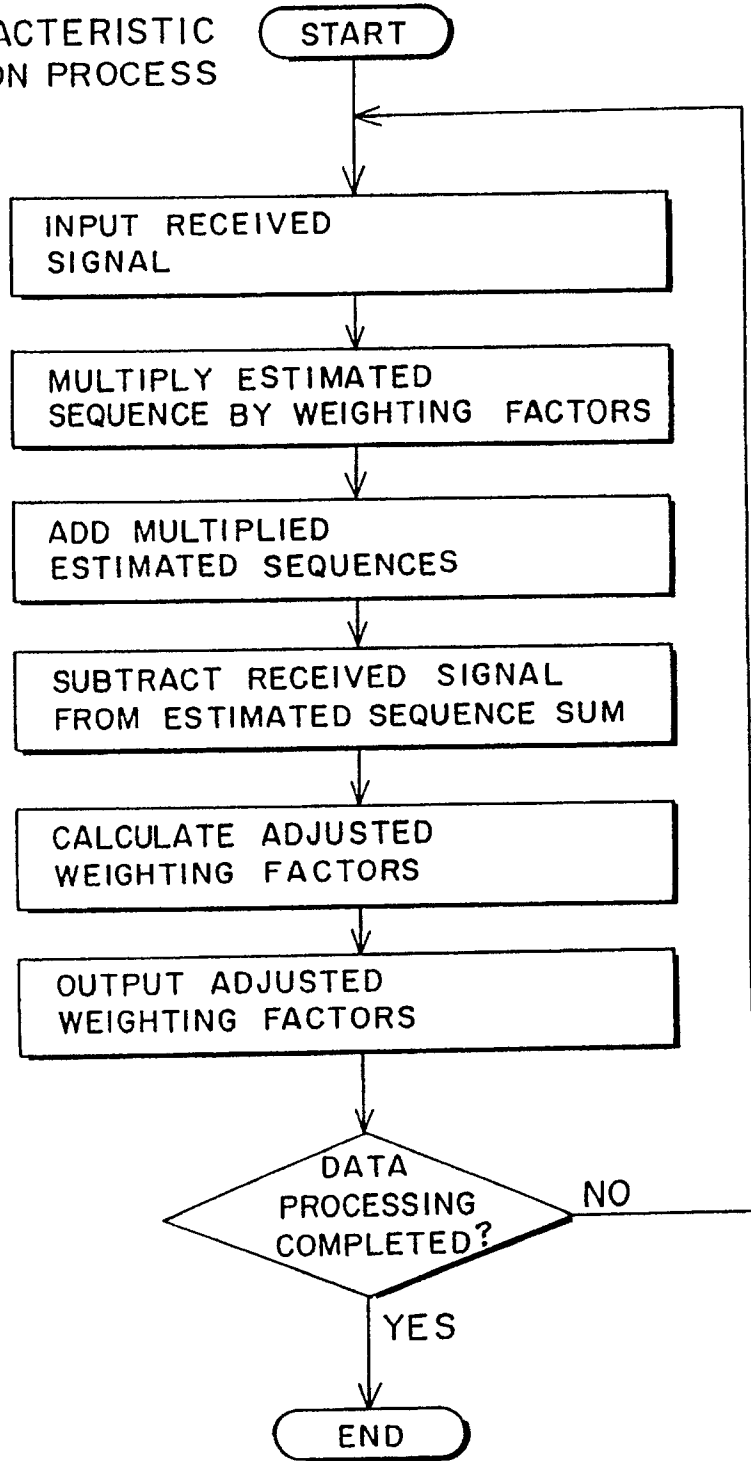 START
ON PROCESS
INPUT RECEIVED
SIGNAL
MULTIPLY ESTIMATED
SEQUENCE BY WEIGHTING FACTORS
ADD MULTIPLIED
ESTIMATED SEQUENCES
SUBTRACT RECEIVED SIGNAL
FROM ESTIMATED SEQUENCE SUM
CALCULATE ADJUSTED
WEIGHTING FACTORS
OUTPUT ADJUSTED
WEIGHTING FACTORS
DATA
PROCESSING
COMPLETED?
NO
YES
END